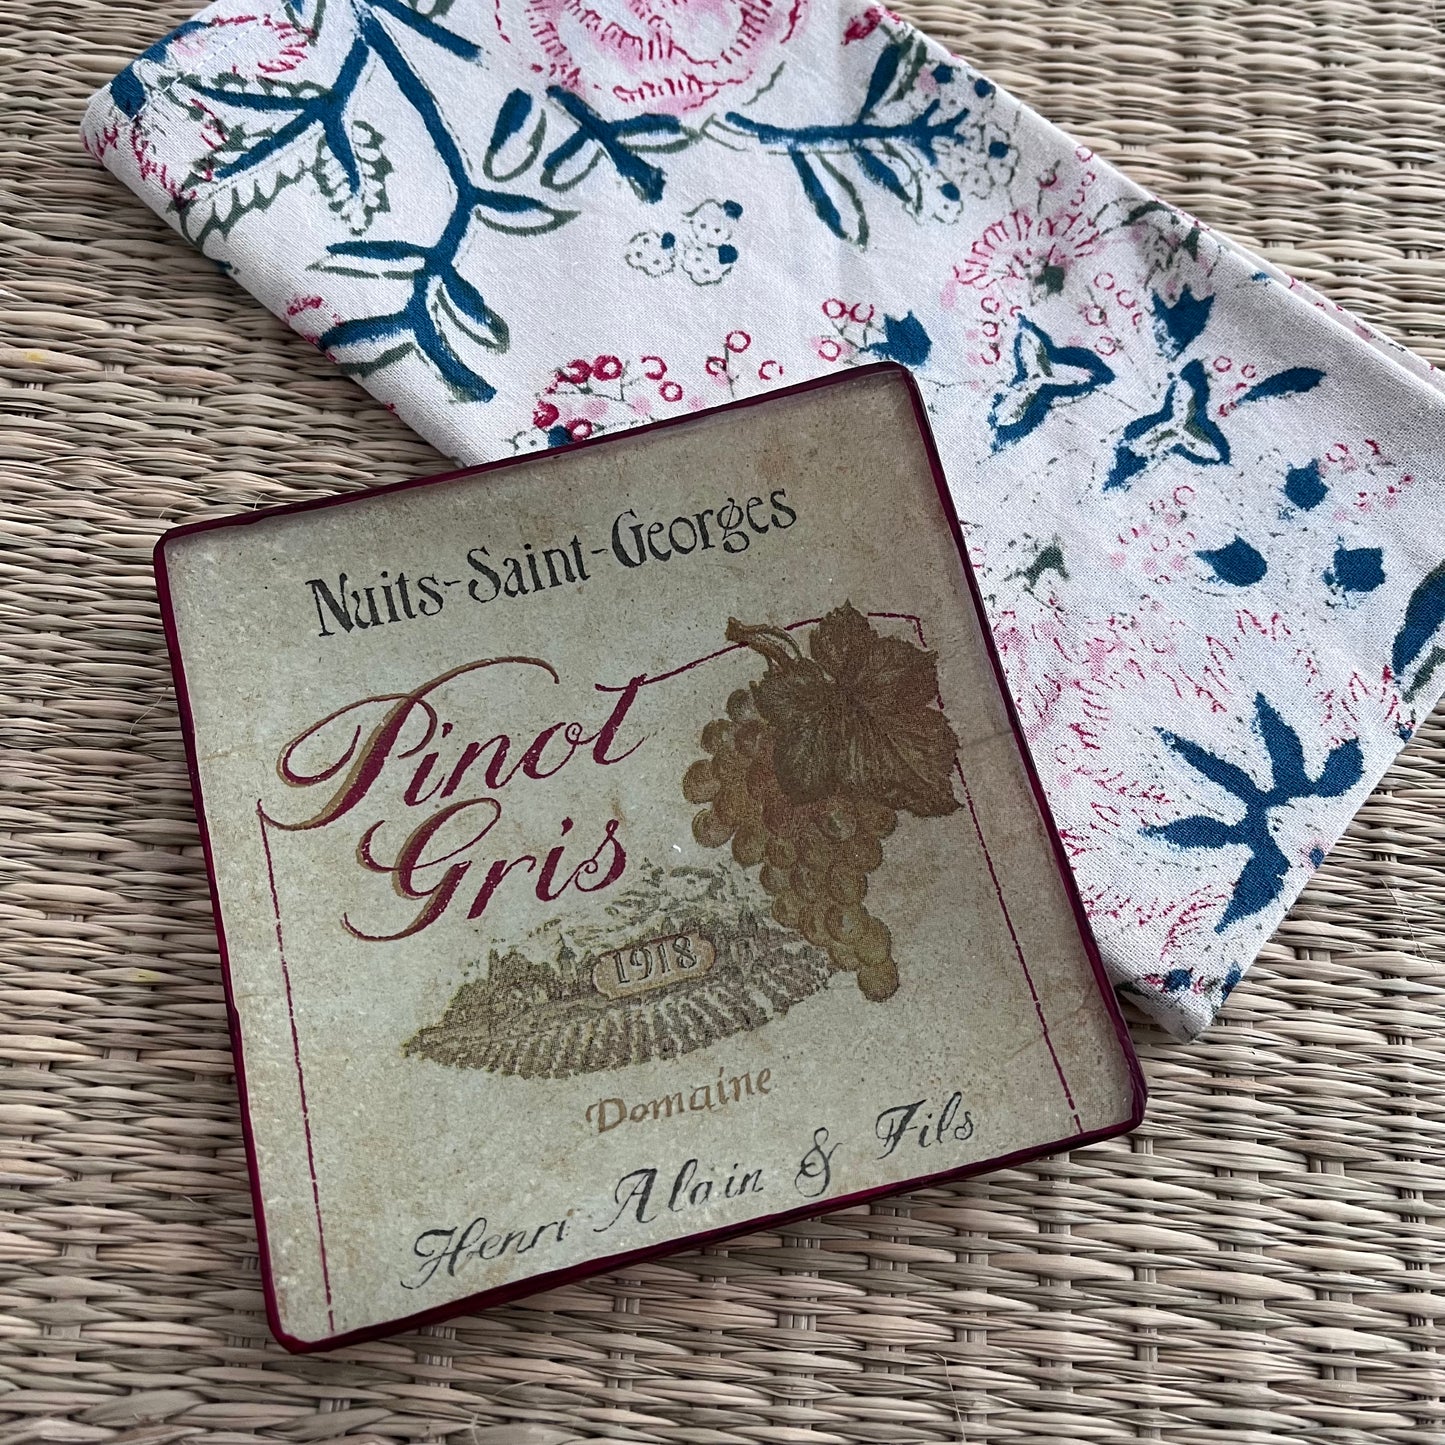 Nuits-Saint-Georges
Pinot
Gris
1918
Domaine
Henri Alain & Fils